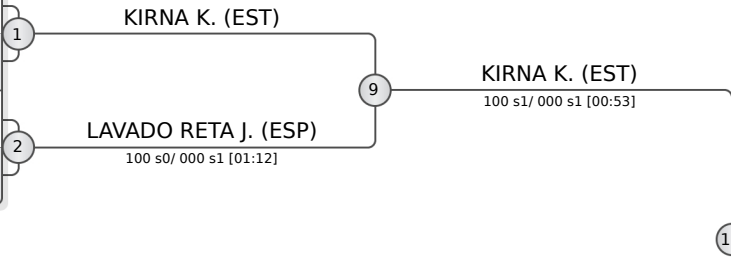 KIRNA K. (EST)
1
KIRNA K. (EST)
9
100 s1/ 000 s1 [00:53]
LAVADO RETA J. (ESP)
2
100 s0/ 000 s1 [01:12]